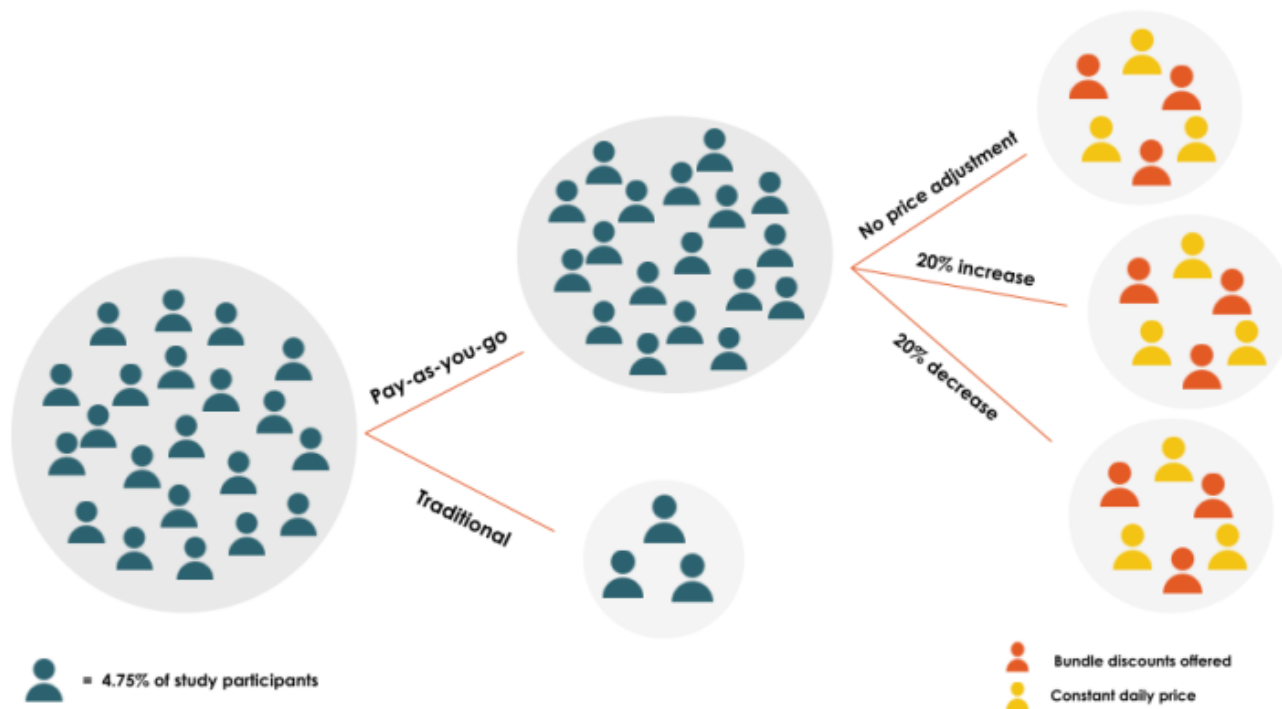 No price adjustment
20% increase
20% decrease
Pay-as-you-go
Traditional
= 4.75% of study participants
Bundle discounts offered
Constant daily price